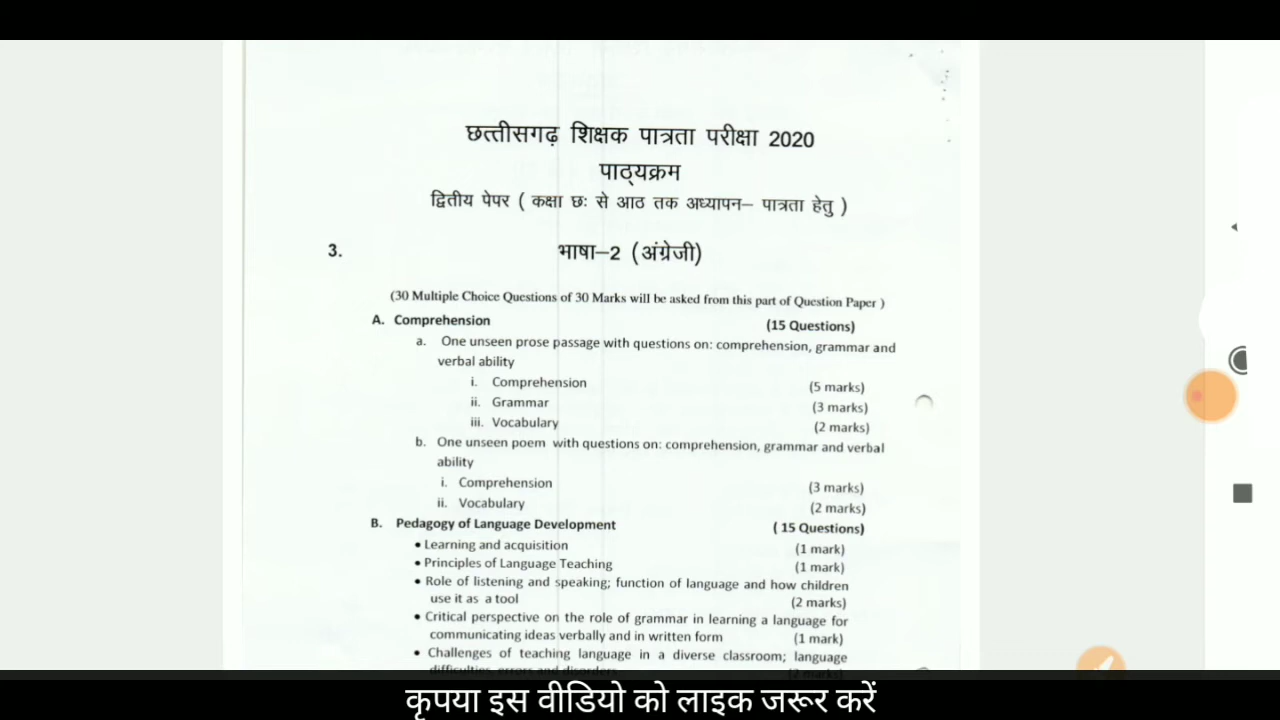 छत्तीसगढ़ शिक्षक पात्रता परीक्षा 2020
पाठ्यक्रम
द्वितीय पेपर ( कक्षा छः से आठ तक अध्यापन– पात्रता हेतु )
3. भाषा–2 (अंग्रेजी)
(30 Multiple Choice Questions of 30 Marks will be asked from this part of Question Paper )
A. Comprehension (15 Questions)
a. One unseen prose passage with questions on: comprehension, grammar and
verbal ability
i. Comprehension (5 marks)
ii. Grammar (3 marks)
iii. Vocabulary (2 marks)
b. One unseen poem with questions on: comprehension, grammar and verbal
ability
i. Comprehension (3 marks)
ii. Vocabulary (2 marks)
B. Pedagogy of Language Development ( 15 Questions)
• Learning and acquisition (1 mark)
• Principles of Language Teaching (1 mark)
• Role of listening and speaking; function of language and how children
use it as a tool (2 marks)
• Critical perspective on the role of grammar in learning a language for
communicating ideas verbally and in written form (1 mark)
• Challenges of teaching language in a diverse classroom; language
difficulties, errors and disorders (2 marks)
कृपया इस वीडियो को लाइक जरूर करें